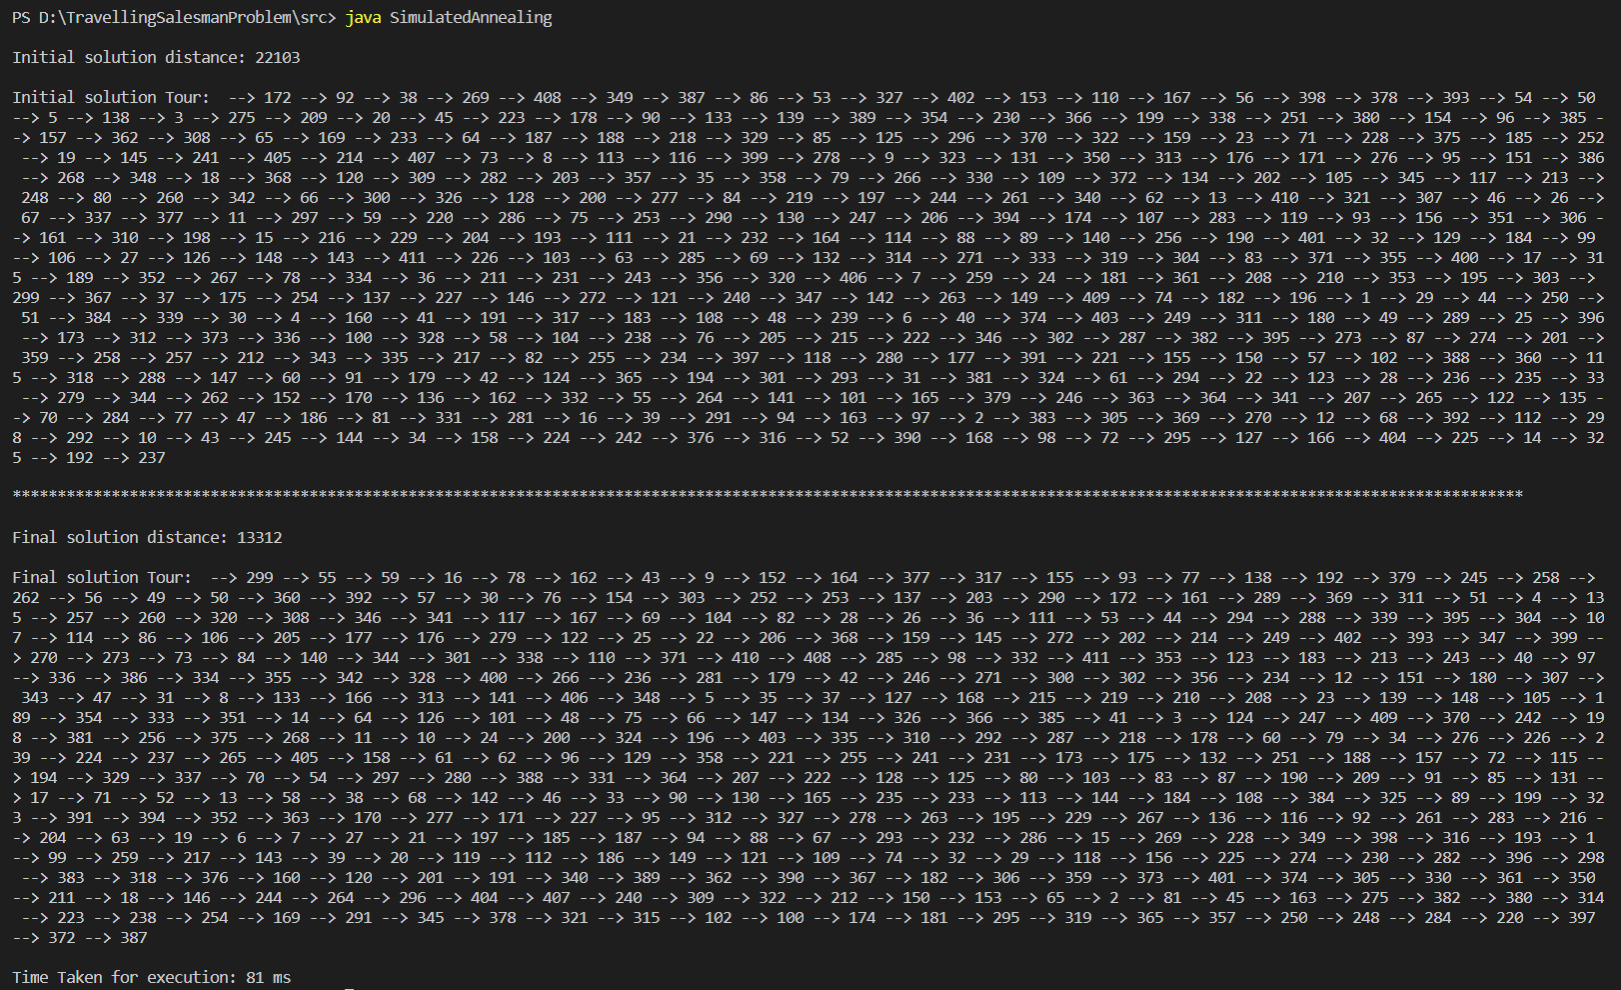 PS D:\TravellingSalesmanProblem\src> java SimulatedAnnealing
Initial solution distance: 22103
Initial solution Tour:  --> 172 --> 92 --> 38 --> 269 --> 408 --> 349 --> 387 --> 86 --> 53 --> 327 --> 402 --> 153 --> 110 --> 167 --> 56 --> 398 --> 378 --> 393 --> 54 --> 50
--> 5 --> 138 --> 3 --> 275 --> 209 --> 20 --> 45 --> 223 --> 178 --> 90 --> 133 --> 139 --> 389 --> 354 --> 230 --> 366 --> 199 --> 338 --> 251 --> 380 --> 154 --> 96 --> 385 -
-> 157 --> 362 --> 308 --> 65 --> 169 --> 233 --> 64 --> 187 --> 188 --> 218 --> 329 --> 85 --> 125 --> 296 --> 370 --> 322 --> 159 --> 23 --> 71 --> 228 --> 375 --> 185 --> 252
--> 19 --> 145 --> 241 --> 405 --> 214 --> 407 --> 73 --> 8 --> 113 --> 116 --> 399 --> 278 --> 9 --> 323 --> 131 --> 350 --> 313 --> 176 --> 171 --> 276 --> 95 --> 151 --> 386
--> 268 --> 348 --> 18 --> 368 --> 120 --> 309 --> 282 --> 203 --> 357 --> 35 --> 358 --> 79 --> 266 --> 330 --> 109 --> 372 --> 134 --> 202 --> 105 --> 345 --> 117 --> 213 -->
248 --> 80 --> 260 --> 342 --> 66 --> 300 --> 326 --> 128 --> 200 --> 277 --> 84 --> 219 --> 197 --> 244 --> 261 --> 340 --> 62 --> 13 --> 410 --> 321 --> 307 --> 46 --> 26 -->
67 --> 337 --> 377 --> 11 --> 297 --> 59 --> 220 --> 286 --> 75 --> 253 --> 290 --> 130 --> 247 --> 206 --> 394 --> 174 --> 107 --> 283 --> 119 --> 93 --> 156 --> 351 --> 306 -
-> 161 --> 310 --> 198 --> 15 --> 216 --> 229 --> 204 --> 193 --> 111 --> 21 --> 232 --> 164 --> 114 --> 88 --> 89 --> 140 --> 256 --> 190 --> 401 --> 32 --> 129 --> 184 --> 99
--> 106 --> 27 --> 126 --> 148 --> 143 --> 411 --> 226 --> 103 --> 63 --> 285 --> 69 --> 132 --> 314 --> 271 --> 333 --> 319 --> 304 --> 83 --> 371 --> 355 --> 400 --> 17 --> 31
5 --> 189 --> 352 --> 267 --> 78 --> 334 --> 36 --> 211 --> 231 --> 243 --> 356 --> 320 --> 406 --> 7 --> 259 --> 24 --> 181 --> 361 --> 208 --> 210 --> 353 --> 195 --> 303 -->
299 --> 367 --> 37 --> 175 --> 254 --> 137 --> 227 --> 146 --> 272 --> 121 --> 240 --> 347 --> 142 --> 263 --> 149 --> 409 --> 74 --> 182 --> 196 --> 1 --> 29 --> 44 --> 250 -->
51 --> 384 --> 339 --> 30 --> 4 --> 160 --> 41 --> 191 --> 317 --> 183 --> 108 --> 48 --> 239 --> 6 --> 40 --> 374 --> 403 --> 249 --> 311 --> 180 --> 49 --> 289 --> 25 --> 396
--> 173 --> 312 --> 373 --> 336 --> 100 --> 328 --> 58 --> 104 --> 238 --> 76 --> 205 --> 215 --> 222 --> 346 --> 302 --> 287 --> 382 --> 395 --> 273 --> 87 --> 274 --> 201 -->
359 --> 258 --> 257 --> 212 --> 343 --> 335 --> 217 --> 82 --> 255 --> 234 --> 397 --> 118 --> 280 --> 177 --> 391 --> 221 --> 155 --> 150 --> 57 --> 102 --> 388 --> 360 --> 11
5 --> 318 --> 288 --> 147 --> 60 --> 91 --> 179 --> 42 --> 124 --> 365 --> 194 --> 301 --> 293 --> 31 --> 381 --> 324 --> 61 --> 294 --> 22 --> 123 --> 28 --> 236 --> 235 --> 33
--> 279 --> 344 --> 262 --> 152 --> 170 --> 136 --> 162 --> 332 --> 55 --> 264 --> 141 --> 101 --> 165 --> 379 --> 246 --> 363 --> 364 --> 341 --> 207 --> 265 --> 122 --> 135 -
-> 70 --> 284 --> 77 --> 47 --> 186 --> 81 --> 331 --> 281 --> 16 --> 39 --> 291 --> 94 --> 163 --> 97 --> 2 --> 383 --> 305 --> 369 --> 270 --> 12 --> 68 --> 392 --> 112 --> 29
8 --> 292 --> 10 --> 43 --> 245 --> 144 --> 34 --> 158 --> 224 --> 242 --> 376 --> 316 --> 52 --> 390 --> 168 --> 98 --> 72 --> 295 --> 127 --> 166 --> 404 --> 225 --> 14 --> 32
5 --> 192 --> 237
************************************************************************************************************************************************************************
Final solution distance: 13312
Final solution Tour:  --> 299 --> 55 --> 59 --> 16 --> 78 --> 162 --> 43 --> 9 --> 152 --> 164 --> 377 --> 317 --> 155 --> 93 --> 77 --> 138 --> 192 --> 379 --> 245 --> 258 -->
262 --> 56 --> 49 --> 50 --> 360 --> 392 --> 57 --> 30 --> 76 --> 154 --> 303 --> 252 --> 253 --> 137 --> 203 --> 290 --> 172 --> 161 --> 289 --> 369 --> 311 --> 51 --> 4 --> 13
5 --> 257 --> 260 --> 320 --> 308 --> 346 --> 341 --> 117 --> 167 --> 69 --> 104 --> 82 --> 28 --> 26 --> 36 --> 111 --> 53 --> 44 --> 294 --> 288 --> 339 --> 395 --> 304 --> 10
7 --> 114 --> 86 --> 106 --> 205 --> 177 --> 176 --> 279 --> 122 --> 25 --> 22 --> 206 --> 368 --> 159 --> 145 --> 272 --> 202 --> 214 --> 249 --> 402 --> 393 --> 347 --> 399 --
> 270 --> 273 --> 73 --> 84 --> 140 --> 344 --> 301 --> 338 --> 110 --> 371 --> 410 --> 408 --> 285 --> 98 --> 332 --> 411 --> 353 --> 123 --> 183 --> 213 --> 243 --> 40 --> 97
--> 336 --> 386 --> 334 --> 355 --> 342 --> 328 --> 400 --> 266 --> 236 --> 281 --> 179 --> 42 --> 246 --> 271 --> 300 --> 302 --> 356 --> 234 --> 12 --> 151 --> 180 --> 307 -->
343 --> 47 --> 31 --> 8 --> 133 --> 166 --> 313 --> 141 --> 406 --> 348 --> 5 --> 35 --> 37 --> 127 --> 168 --> 215 --> 219 --> 210 --> 208 --> 23 --> 139 --> 148 --> 105 --> 1
89 --> 354 --> 333 --> 351 --> 14 --> 64 --> 126 --> 101 --> 48 --> 75 --> 66 --> 147 --> 134 --> 326 --> 366 --> 385 --> 41 --> 3 --> 124 --> 247 --> 409 --> 370 --> 242 --> 19
8 --> 381 --> 256 --> 375 --> 268 --> 11 --> 10 --> 24 --> 200 --> 324 --> 196 --> 403 --> 335 --> 310 --> 292 --> 287 --> 218 --> 178 --> 60 --> 79 --> 34 --> 276 --> 226 --> 2
39 --> 224 --> 237 --> 265 --> 405 --> 158 --> 61 --> 62 --> 96 --> 129 --> 358 --> 221 --> 255 --> 241 --> 231 --> 173 --> 175 --> 132 --> 251 --> 188 --> 157 --> 72 --> 115 --
> 194 --> 329 --> 337 --> 70 --> 54 --> 297 --> 280 --> 388 --> 331 --> 364 --> 207 --> 222 --> 128 --> 125 --> 80 --> 103 --> 83 --> 87 --> 190 --> 209 --> 91 --> 85 --> 131 --
> 17 --> 71 --> 52 --> 13 --> 58 --> 38 --> 68 --> 142 --> 46 --> 33 --> 90 --> 130 --> 165 --> 235 --> 233 --> 113 --> 144 --> 184 --> 108 --> 384 --> 325 --> 89 --> 199 --> 32
3 --> 391 --> 394 --> 352 --> 363 --> 170 --> 277 --> 171 --> 227 --> 95 --> 312 --> 327 --> 278 --> 263 --> 195 --> 229 --> 267 --> 136 --> 116 --> 92 --> 261 --> 283 --> 216 -
-> 204 --> 63 --> 19 --> 6 --> 7 --> 27 --> 21 --> 197 --> 185 --> 187 --> 94 --> 88 --> 67 --> 293 --> 232 --> 286 --> 15 --> 269 --> 228 --> 349 --> 398 --> 316 --> 193 --> 1
--> 99 --> 259 --> 217 --> 143 --> 39 --> 20 --> 119 --> 112 --> 186 --> 149 --> 121 --> 109 --> 74 --> 32 --> 29 --> 118 --> 156 --> 225 --> 274 --> 230 --> 282 --> 396 --> 298
--> 383 --> 318 --> 376 --> 160 --> 120 --> 201 --> 191 --> 340 --> 389 --> 362 --> 390 --> 367 --> 182 --> 306 --> 359 --> 373 --> 401 --> 374 --> 305 --> 330 --> 361 --> 350
--> 211 --> 18 --> 146 --> 244 --> 264 --> 296 --> 404 --> 407 --> 240 --> 309 --> 322 --> 212 --> 150 --> 153 --> 65 --> 2 --> 81 --> 45 --> 163 --> 275 --> 382 --> 380 --> 314
--> 223 --> 238 --> 254 --> 169 --> 291 --> 345 --> 378 --> 321 --> 315 --> 102 --> 100 --> 174 --> 181 --> 295 --> 319 --> 365 --> 357 --> 250 --> 248 --> 284 --> 220 --> 397
--> 372 --> 387
Time Taken for execution: 81 ms